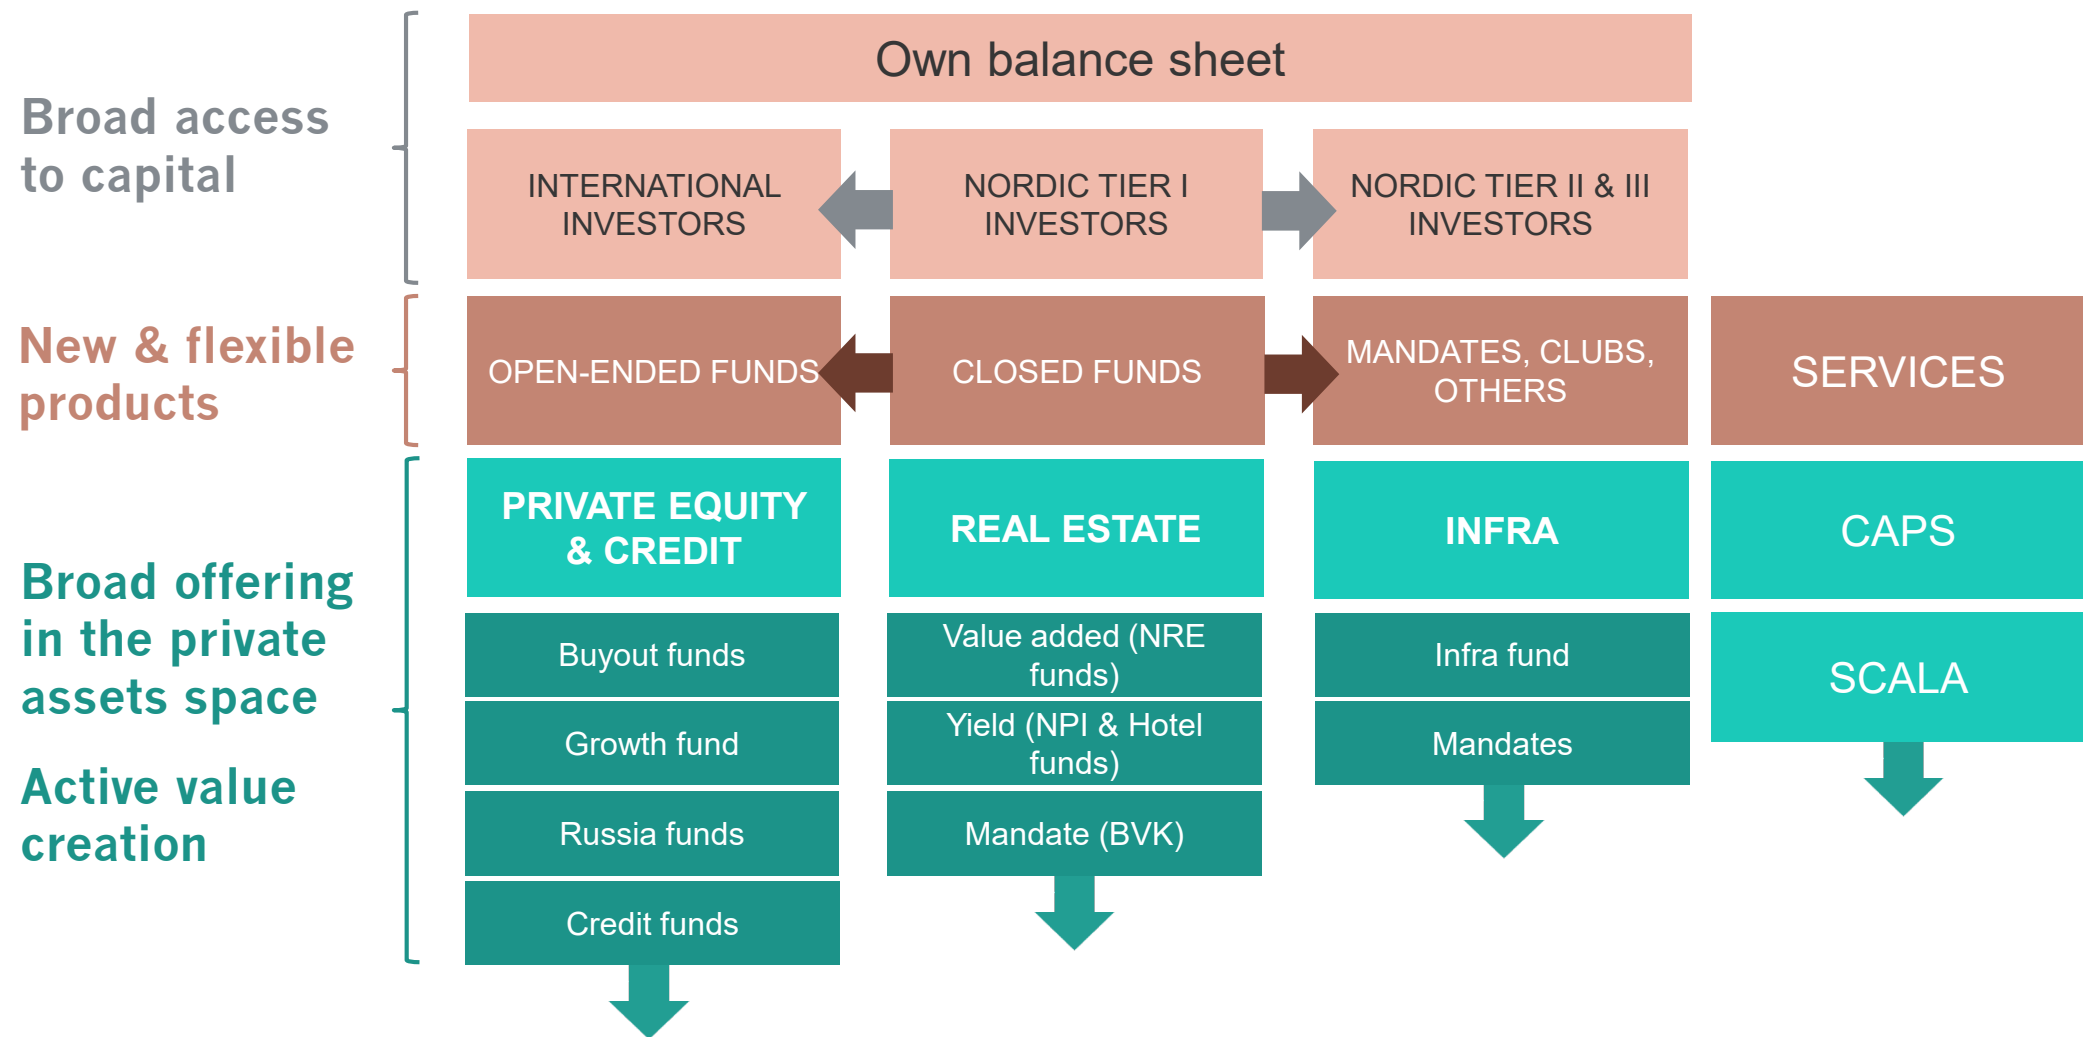 Own balance sheet
Broad access
to capital
INTERNATIONAL
INVESTORS
NORDIC TIER I
INVESTORS
NORDIC TIER II & III
INVESTORS
New & flexible
products
OPEN-ENDED FUNDS
CLOSED FUNDS
MANDATES, CLUBS,
OTHERS
SERVICES
Broad offering
in the private
assets space
Active value
creation
PRIVATE EQUITY
& CREDIT
REAL ESTATE
INFRA
CAPS
Buyout funds
Value added (NRE
funds)
Infra fund
SCALA
Growth fund
Yield (NPI & Hotel
funds)
Mandates
Russia funds
Mandate (BVK)
Credit funds